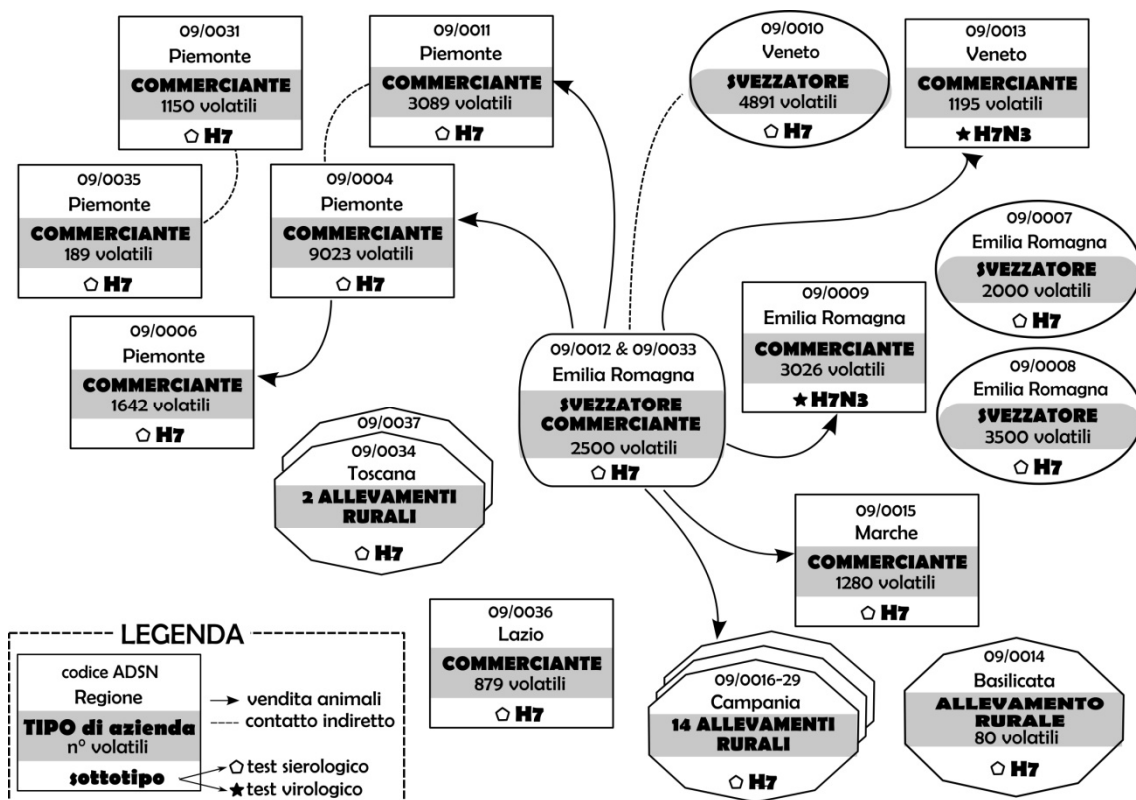 09/0031
Piemonte
COMMERCIANTE
1150 volatili
H7
09/0011
Piemonte
COMMERCIANTE
3089 volatili
H7
09/0010
Veneto
SVEZZATORE
4891 volatili
H7
09/0013
Veneto
COMMERCIANTE
1195 volatili
H7N3
09/0035
Piemonte
COMMERCIANTE
189 volatili
H7
09/0004
Piemonte
COMMERCIANTE
9023 volatili
H7
09/0007
Emilia Romagna
SVEZZATORE
2000 volatili
H7
09/0006
Piemonte
COMMERCIANTE
1642 volatili
H7
09/0012 & 09/0033
Emilia Romagna
SVEZZATORE
COMMERCIANTE
2500 volatili
H7
09/0009
Emilia Romagna
COMMERCIANTE
3026 volatili
H7N3
09/0008
Emilia Romagna
SVEZZATORE
3500 volatili
H7
09/0037
09/0034
Toscana
2 ALLEVAMENTI
RURALI
H7
09/0015
Marche
COMMERCIANTE
1280 volatili
H7
09/0036
Lazio
COMMERCIANTE
879 volatili
H7
09/0016-29
Campania
14 ALLEVAMENTI
RURALI
H7
09/0014
Basilicata
ALLEVAMENTO
RURALE
80 volatili
H7
LEGENDA
codice ADSN
Regione
TIPO di azienda
n° volatili
sottotipo
vendita animali
contatto indiretto
test sierologico
test virologico